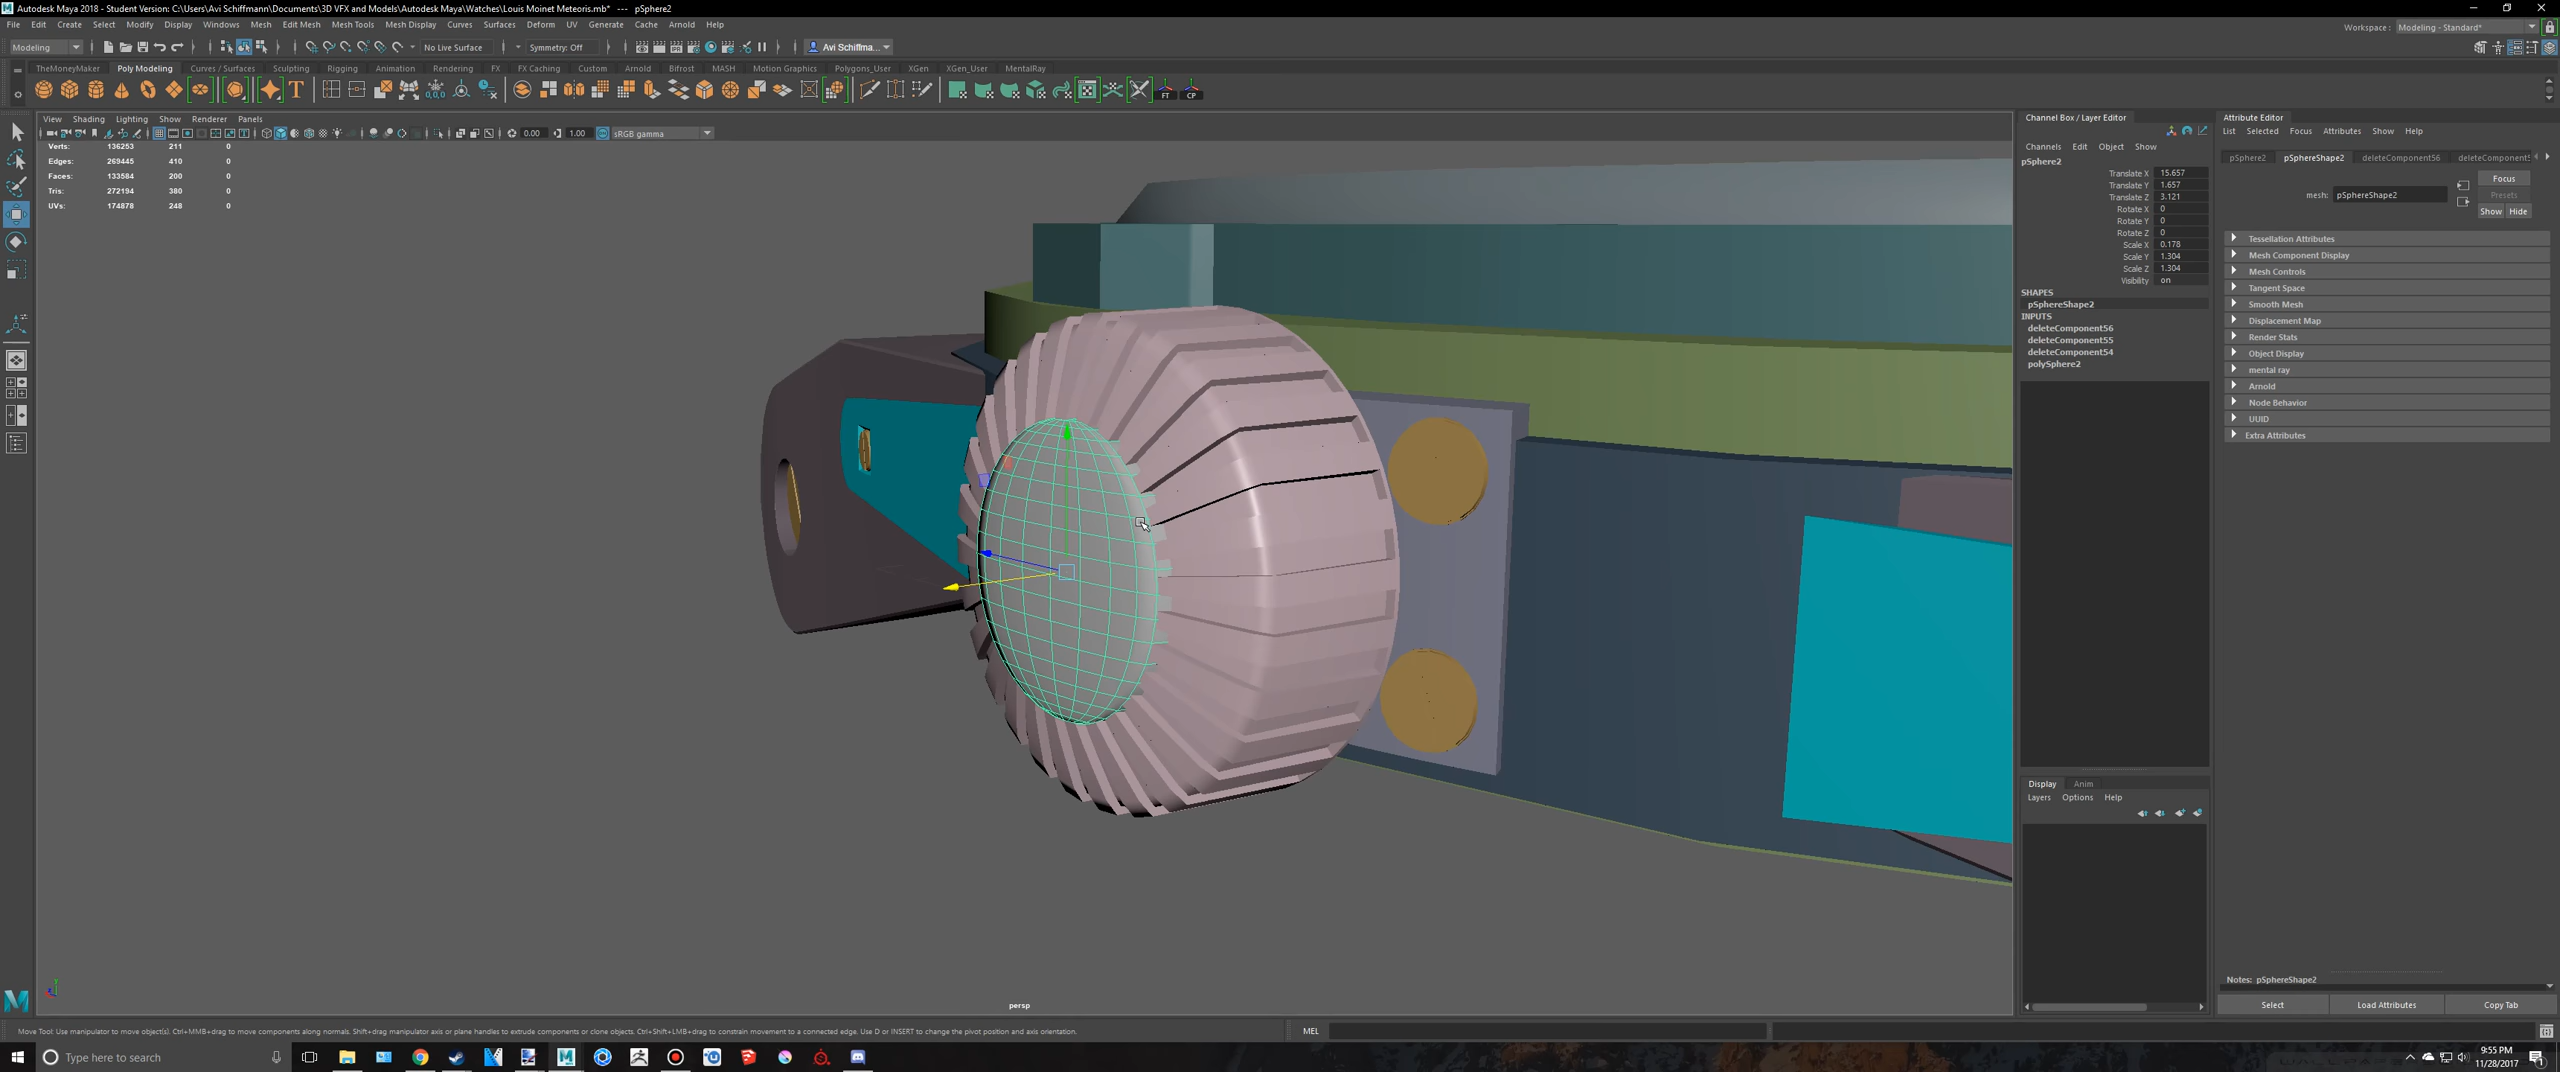 Autodesk Maya 2018 - Student Version: C:\Users\Avi Schiffmann\Documents\3D VFX and Models\Autodesk Maya\Watches\Louis Moinet Meteoris.mb* --- pSphere2
File Edit Create Select Modify Display Windows Mesh Edit Mesh Mesh Tools Mesh Display Curves Surfaces Deform UV Generate Cache Arnold Help
Workspace : Modeling - Standard*
Modeling No Live Surface Symmetry: Off Avi Schiffma...
TheMoneyMaker Poly Modeling Curves / Surfaces Sculpting Rigging Animation Rendering FX FX Caching Custom Arnold Bifrost MASH Motion Graphics Polygons_User XGen XGen_User MentalRay
FT CP
View Shading Lighting Show Renderer Panels
0.00 1.00 sRGB gamma
Verts: 136253 211 0
Edges: 269445 410 0
Faces: 133584 200 0
Tris: 272194 380 0
UVs: 174878 248 0
persp
Channel Box / Layer Editor
Channels Edit Object Show
pSphere2
Translate X 15.657
Translate Y 1.657
Translate Z 3.121
Rotate X 0
Rotate Y 0
Rotate Z 0
Scale X 0.178
Scale Y 1.304
Scale Z 1.304
Visibility on
SHAPES
pSphereShape2
INPUTS
deleteComponent56
deleteComponent55
deleteComponent54
polySphere2
Display Anim
Layers Options Help
Attribute Editor
List Selected Focus Attributes Show Help
pSphere2 pSphereShape2 deleteComponent56 deleteComponent5
Focus
mesh: pSphereShape2
Presets
Show Hide
Tessellation Attributes
Mesh Component Display
Mesh Controls
Tangent Space
Smooth Mesh
Displacement Map
Render Stats
Object Display
mental ray
Arnold
Node Behavior
UUID
Extra Attributes
Notes: pSphereShape2
Select Load Attributes Copy Tab
Move Tool: Use manipulator to move object(s). Ctrl+MMB+drag to move components along normals. Shift+drag manipulator axis or plane handles to extrude components or clone objects. Ctrl+Shift+LMB+drag to constrain movement to a connected edge. Use D or INSERT to change the pivot position and axis orientation.
MEL
Type here to search
9:55 PM
11/28/2017